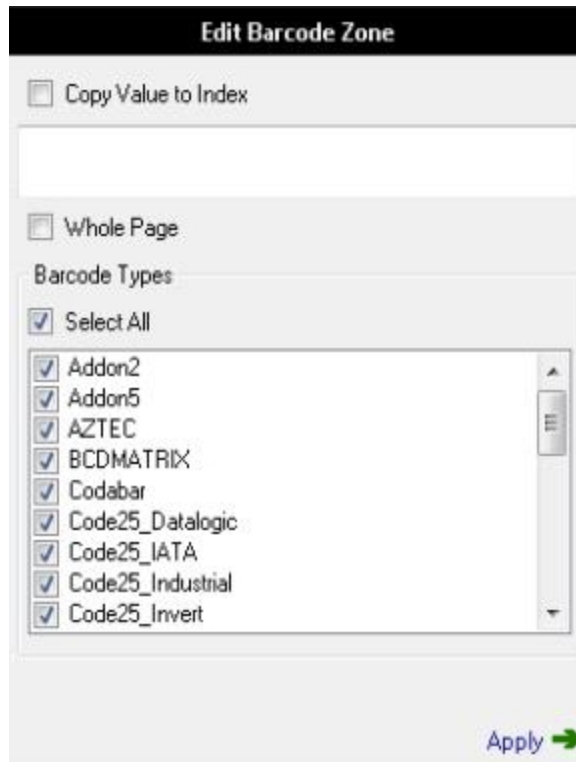 Edit Barcode Zone
Copy Value to Index
Whole Page
Barcode Types
Select All
Addon2
Addon5
AZTEC
BCDMATRIX
Codabar
Code25_Datalogic
Code25_IATA
Code25_Industrial
Code25_Invert
Apply